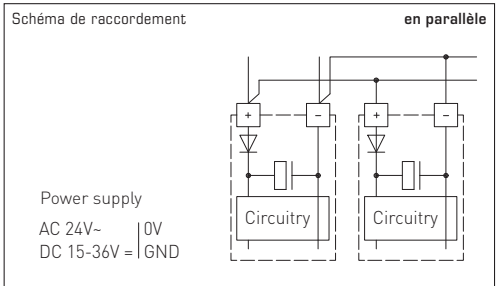 Schéma de raccordement en parallèle
+ − + −
Power supply
Circuitry Circuitry
AC 24V~ | 0V
DC 15-36V = | GND